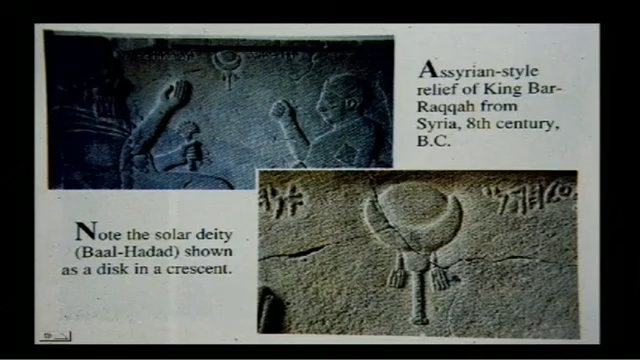 Assyrian-style
relief of King Bar-
Raqqah from
Syria, 8th century,
B.C.
Note the solar deity
(Baal-Hadad) shown
as a disk in a crescent.